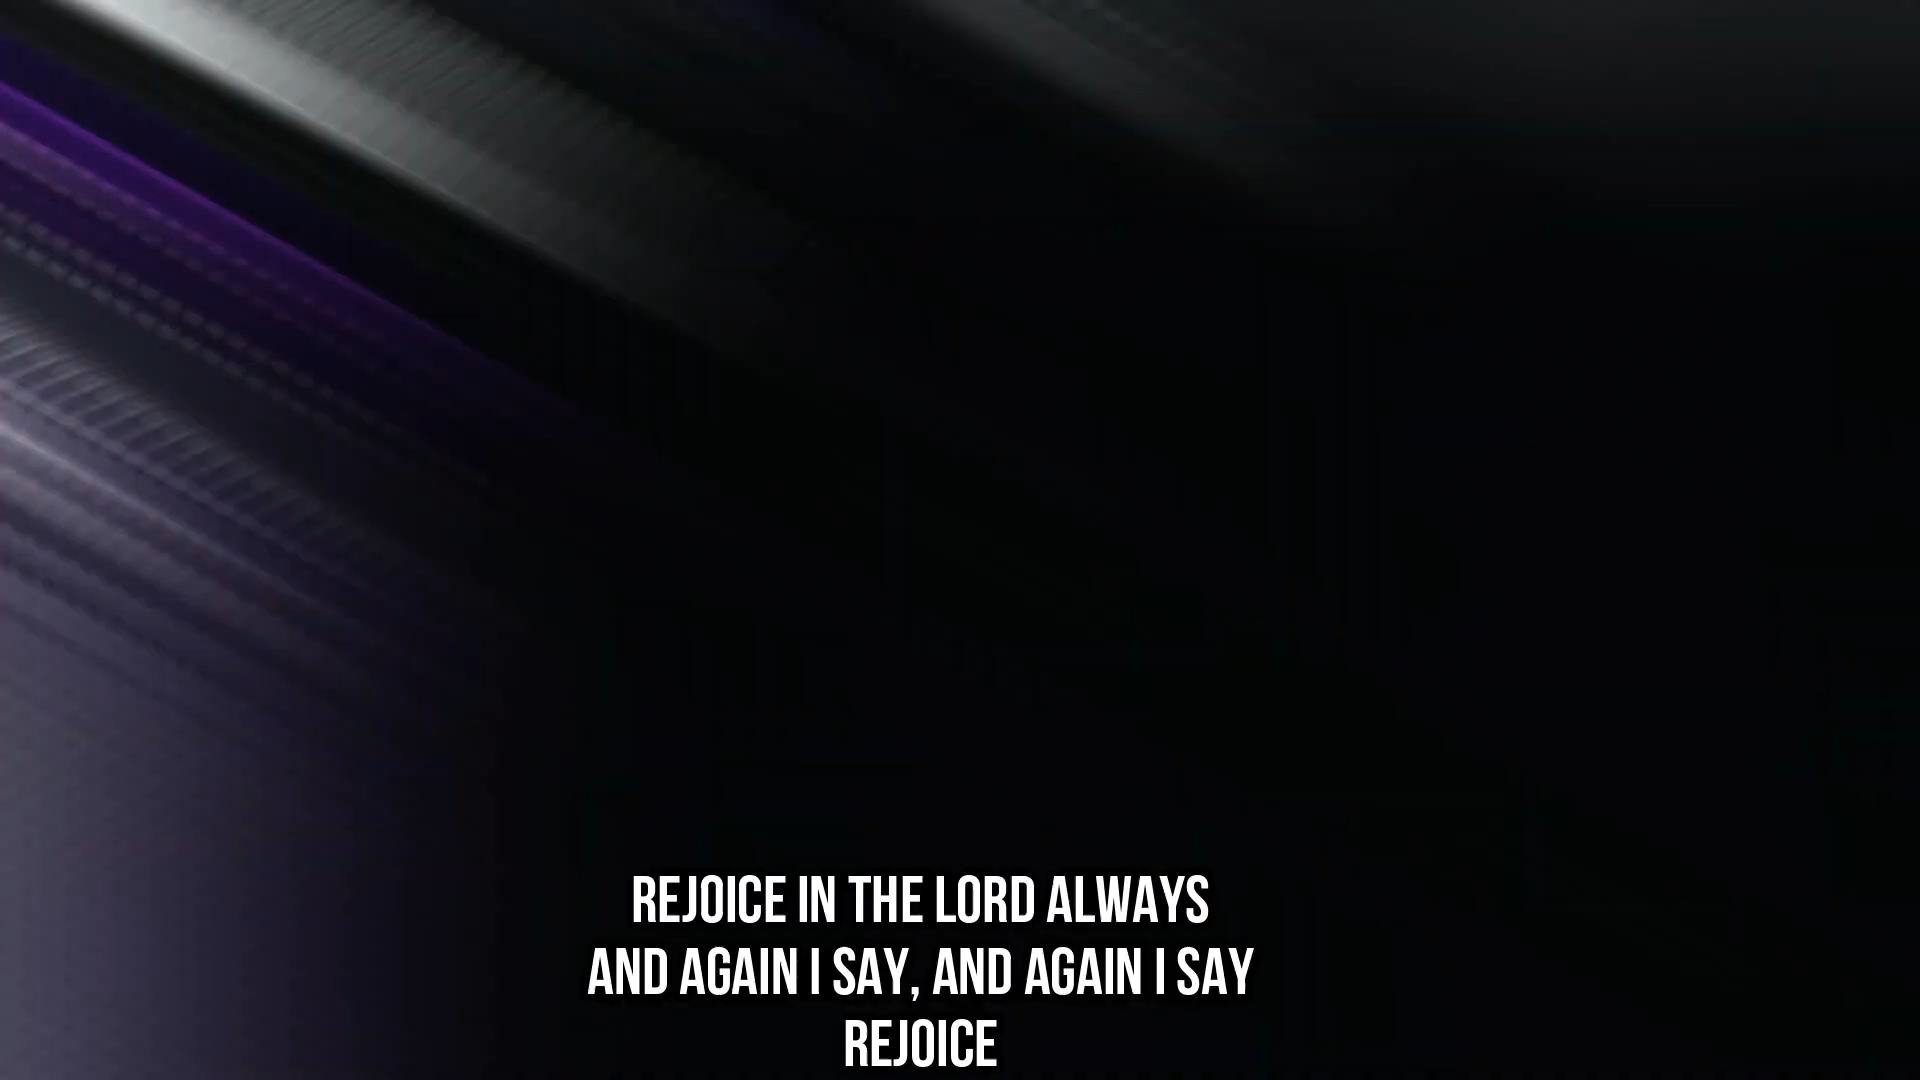 REJOICE IN THE LORD ALWAYS
AND AGAIN I SAY, AND AGAIN I SAY
REJOICE